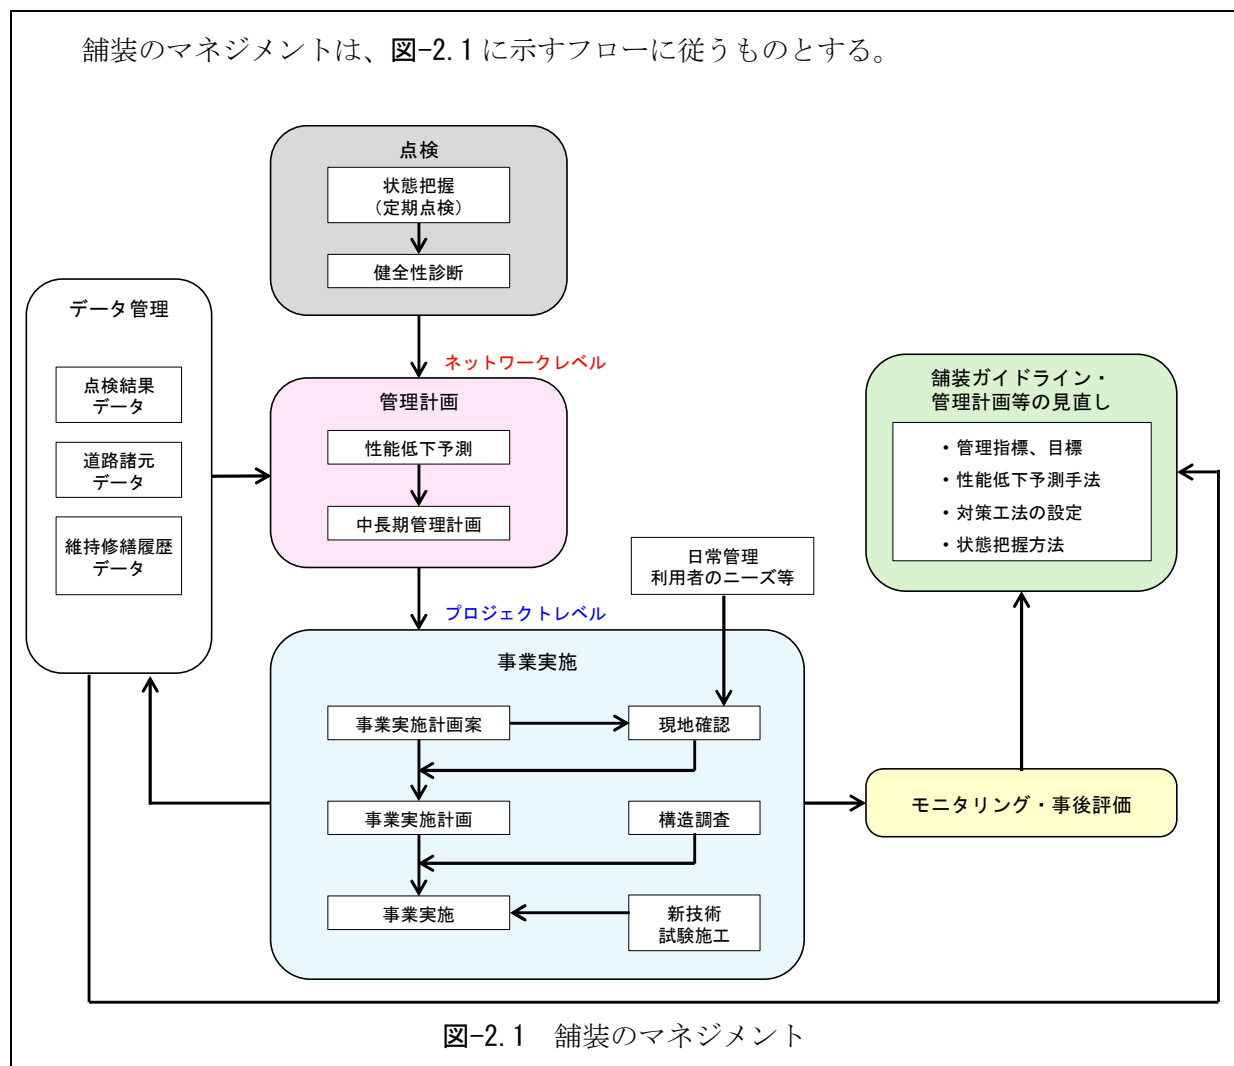 舗装のマネジメントは、図-2.1に示すフローに従うものとする。
点検
状態把握
（定期点検）
健全性診断
データ管理
点検結果
データ
道路諸元
データ
維持修繕履歴
データ
ネットワークレベル
管理計画
性能低下予測
中長期管理計画
舗装ガイドライン・
管理計画等の見直し
・管理指標、目標
・性能低下予測手法
・対策工法の設定
・状態把握方法
日常管理
利用者のニーズ等
プロジェクトレベル
事業実施
事業実施計画案
現地確認
事業実施計画
構造調査
事業実施
新技術
試験施工
モニタリング・事後評価
図-2.1　舗装のマネジメント